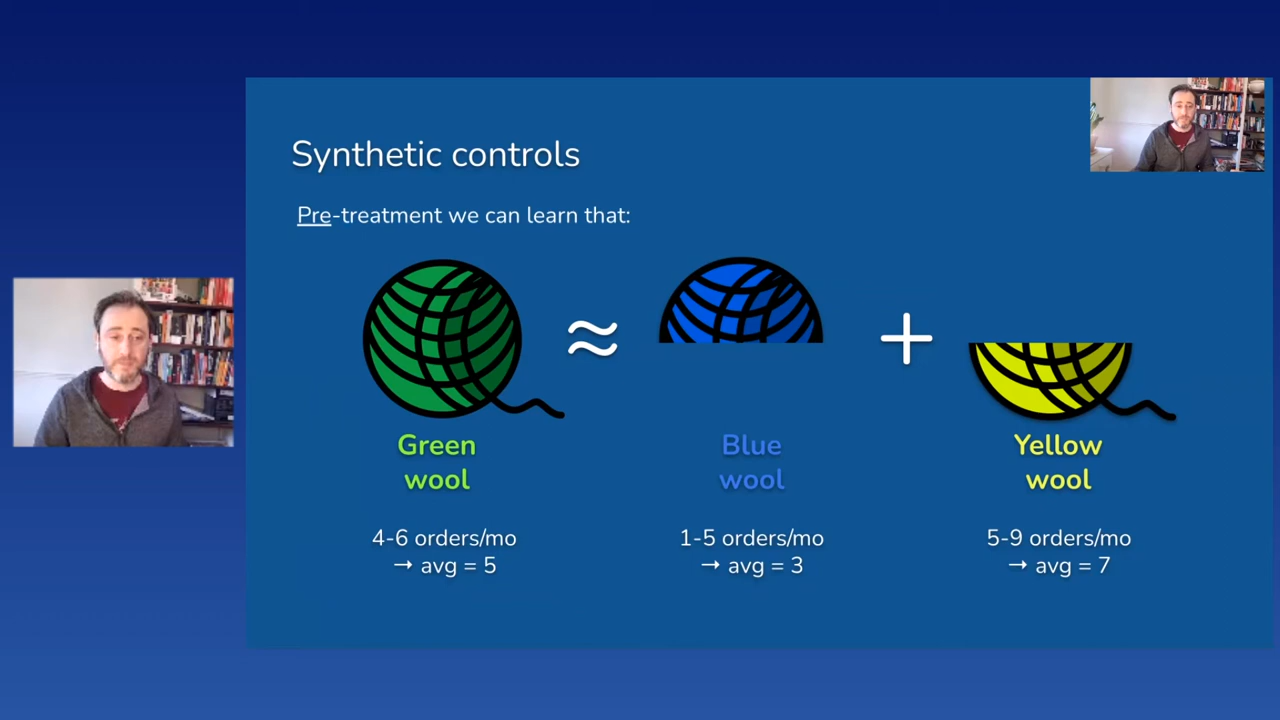 Synthetic controls
Pre-treatment we can learn that:
≈
+
Green
wool
Blue
wool
Yellow
wool
4-6 orders/mo
→ avg = 5
1-5 orders/mo
→ avg = 3
5-9 orders/mo
→ avg = 7